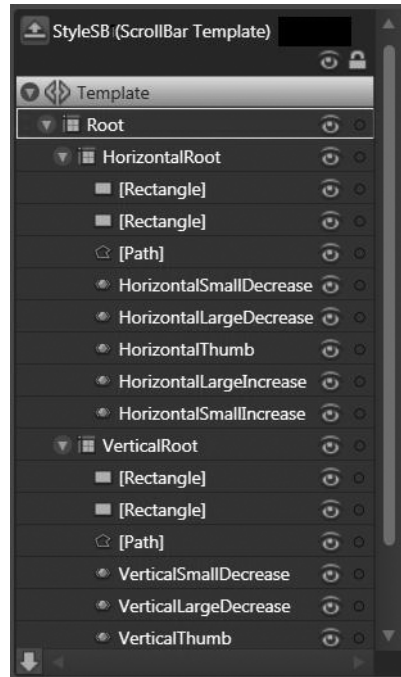 StyleSB (ScrollBar Template)
Template
Root
HorizontalRoot
[Rectangle]
[Rectangle]
[Path]
HorizontalSmallDecrease
HorizontalLargeDecrease
HorizontalThumb
HorizontalLargeIncrease
HorizontalSmallIncrease
VerticalRoot
[Rectangle]
[Rectangle]
[Path]
VerticalSmallDecrease
VerticalLargeDecrease
VerticalThumb